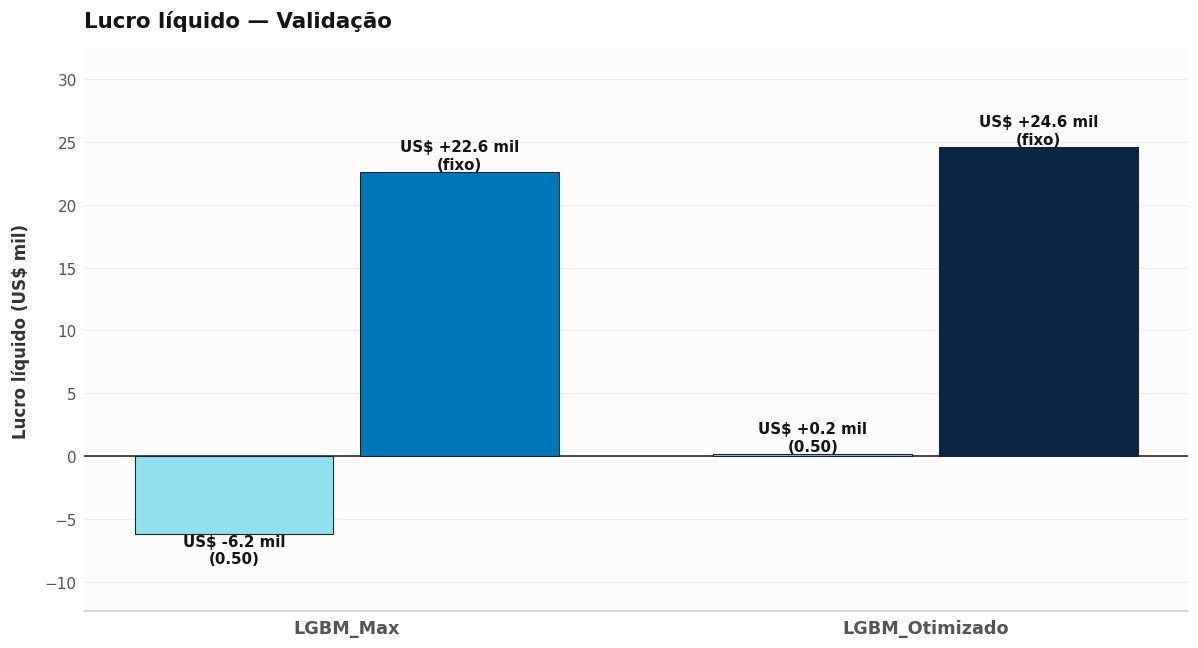 Lucro líquido — Validação
Lucro líquido (US$ mil)
30
25
20
15
10
5
0
−5
−10
US$ -6.2 mil
(0.50)
US$ +22.6 mil
(fixo)
US$ +0.2 mil
(0.50)
US$ +24.6 mil
(fixo)
LGBM_Max
LGBM_Otimizado